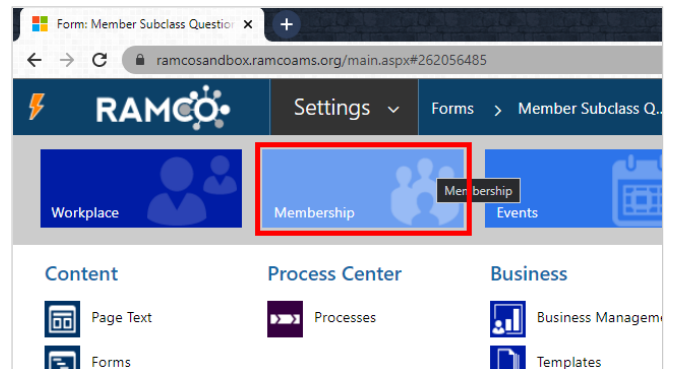 Form: Member Subclass Question
ramcosandbox.ramcoams.org/main.aspx#262056485
RAMCO Settings Forms > Member Subclass Q...
Workplace Membership Membership Events
Content Process Center Business
Page Text Processes Business Manageme
Forms Templates